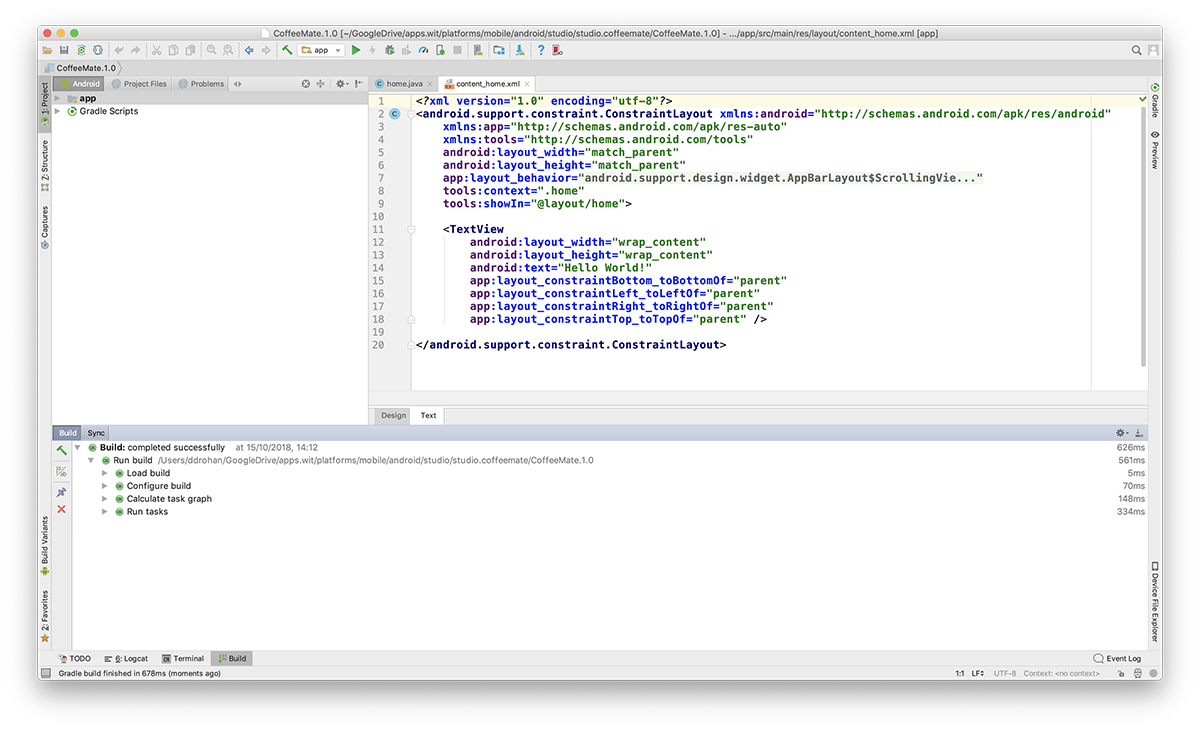 CoffeeMate.1.0 [~/GoogleDrive/apps.wit/platforms/mobile/android/studio/studio.coffeemate/CoffeeMate.1.0] - .../app/src/main/res/layout/content_home.xml [app]
app
CoffeeMate.1.0
Android Project Files Problems
home.java content_home.xml
1: Project
Z: Structure
Captures
Build Variants
2: Favorites
app
Gradle Scripts
1 <?xml version="1.0" encoding="utf-8"?>
2 <android.support.constraint.ConstraintLayout xmlns:android="http://schemas.android.com/apk/res/android"
3 xmlns:app="http://schemas.android.com/apk/res-auto"
4 xmlns:tools="http://schemas.android.com/tools"
5 android:layout_width="match_parent"
6 android:layout_height="match_parent"
7 app:layout_behavior="android.support.design.widget.AppBarLayout$ScrollingVie..."
8 tools:context=".home"
9 tools:showIn="@layout/home">
10
11 <TextView
12 android:layout_width="wrap_content"
13 android:layout_height="wrap_content"
14 android:text="Hello World!"
15 app:layout_constraintBottom_toBottomOf="parent"
16 app:layout_constraintLeft_toLeftOf="parent"
17 app:layout_constraintRight_toRightOf="parent"
18 app:layout_constraintTop_toTopOf="parent" />
19
20 </android.support.constraint.ConstraintLayout>
Gradle
Preview
Device File Explorer
Design Text
Build Sync
Build: completed successfully at 15/10/2018, 14:12 626ms
Run build /Users/ddrohan/GoogleDrive/apps.wit/platforms/mobile/android/studio/studio.coffeemate/CoffeeMate.1.0 561ms
Load build 5ms
Configure build 70ms
Calculate task graph 148ms
Run tasks 334ms
TODO 6: Logcat Terminal Build Event Log
Gradle build finished in 678ms (moments ago) 1:1 LF UTF-8 Context: <no context>